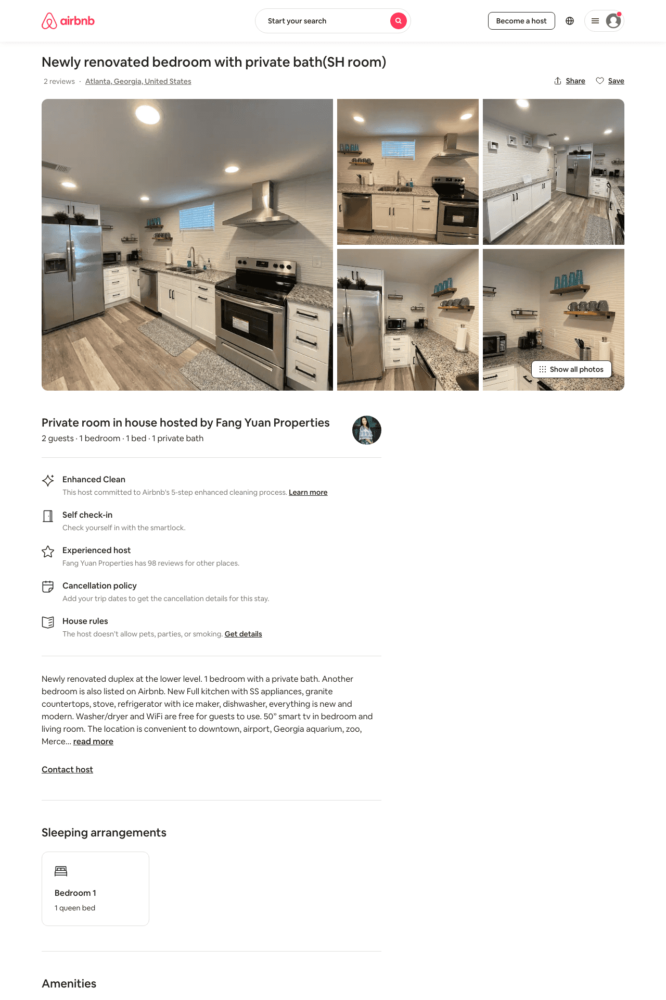 airbnb
Start your search
Become a host
Newly renovated bedroom with private bath(SH room)
2 reviews · Atlanta, Georgia, United States
Share
Save
Show all photos
Private room in house hosted by Fang Yuan Properties
2 guests · 1 bedroom · 1 bed · 1 private bath
Enhanced Clean
This host committed to Airbnb's 5-step enhanced cleaning process. Learn more
Self check-in
Check yourself in with the smartlock.
Experienced host
Fang Yuan Properties has 98 reviews for other places.
Cancellation policy
Add your trip dates to get the cancellation details for this stay.
House rules
The host doesn't allow pets, parties, or smoking. Get details
Newly renovated duplex at the lower level. 1 bedroom with a private bath. Another
bedroom is also listed on Airbnb. New Full kitchen with SS appliances, granite
countertops, stove, refrigerator with ice maker, dishwasher, everything is new and
modern. Washer/dryer and WiFi are free for guests to use. 50” smart tv in bedroom and
living room. The location is convenient to downtown, airport, Georgia aquarium, zoo,
Merce... read more
Contact host
Sleeping arrangements
Bedroom 1
1 queen bed
Amenities